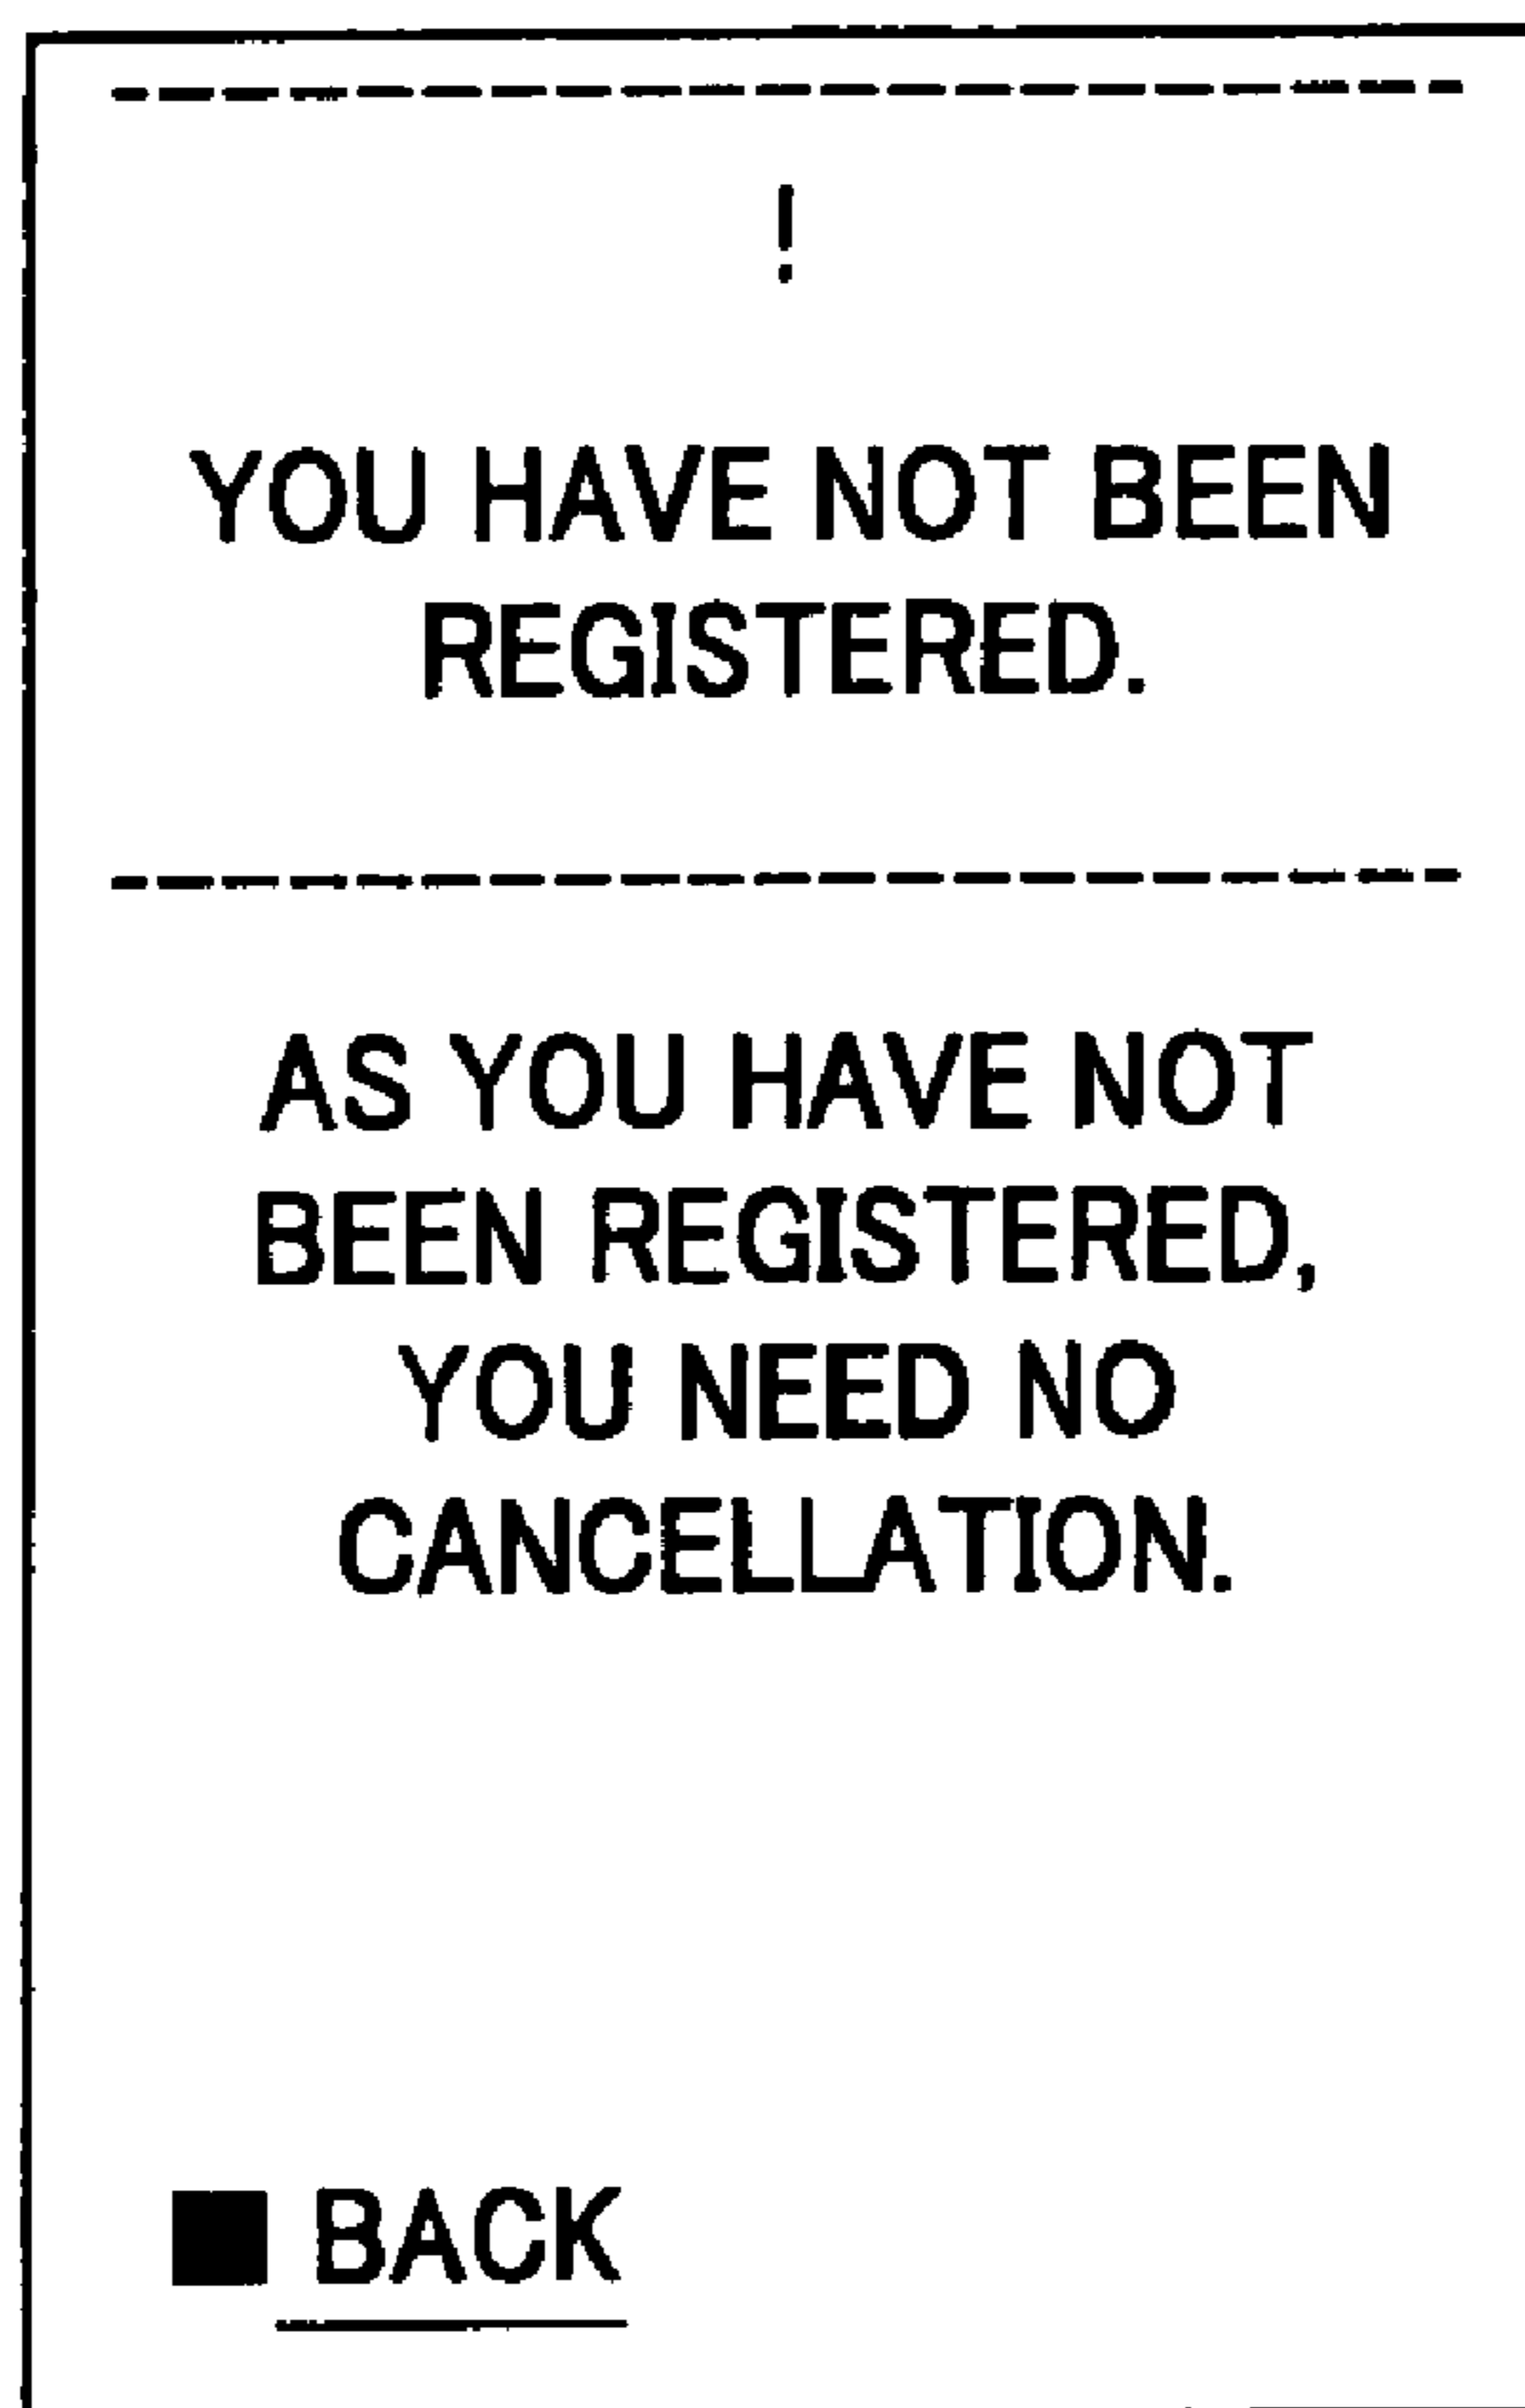 !
YOU HAVE NOT BEEN
REGISTERED.
AS YOU HAVE NOT
BEEN REGISTERED,
YOU NEED NO
CANCELLATION.
BACK